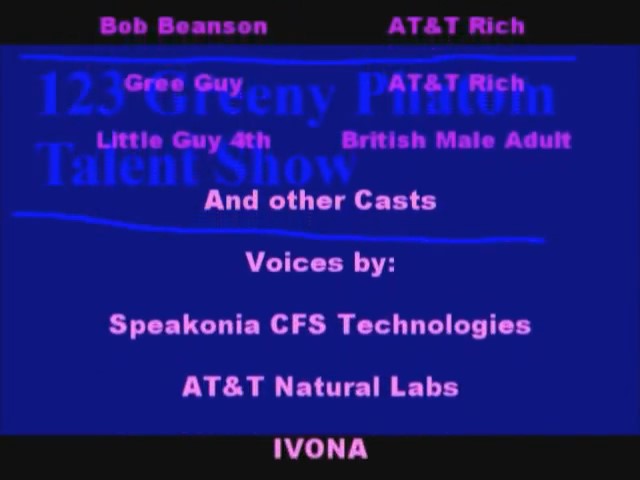 Bob Beanson AT&T Rich
Gree Guy AT&T Rich
123 Greeny Phatom
Little Guy 4th British Male Adult
Talent Show
And other Casts
Voices by:
Speakonia CFS Technologies
AT&T Natural Labs
IVONA